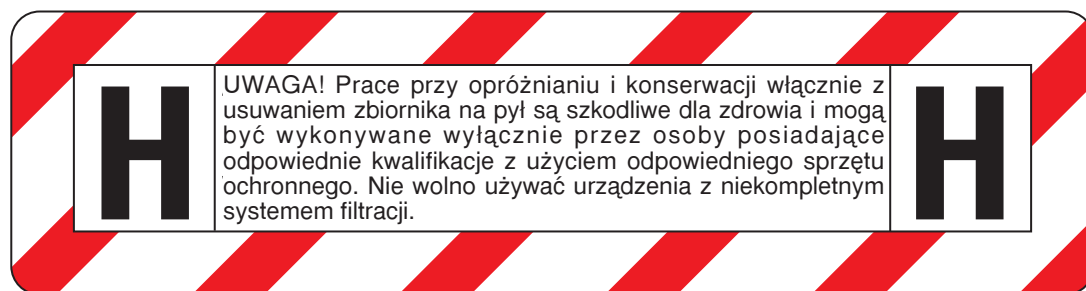 H
UWAGA! Prace przy opróżnianiu i konserwacji włącznie z
usuwaniem zbiornika na pył są szkodliwe dla zdrowia i mogą
być wykonywane wyłącznie przez osoby posiadające
odpowiednie kwalifikacje z użyciem odpowiedniego sprzętu
ochronnego. Nie wolno używać urządzenia z niekompletnym
systemem filtracji.
H